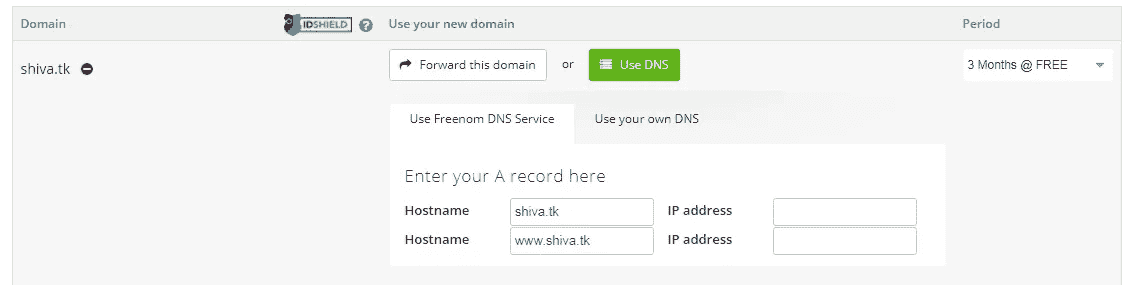 Domain IDSHIELD ? Use your new domain Period
shiva.tk Forward this domain or Use DNS 3 Months @ FREE
Use Freenom DNS Service Use your own DNS
Enter your A record here
Hostname shiva.tk IP address
Hostname www.shiva.tk IP address